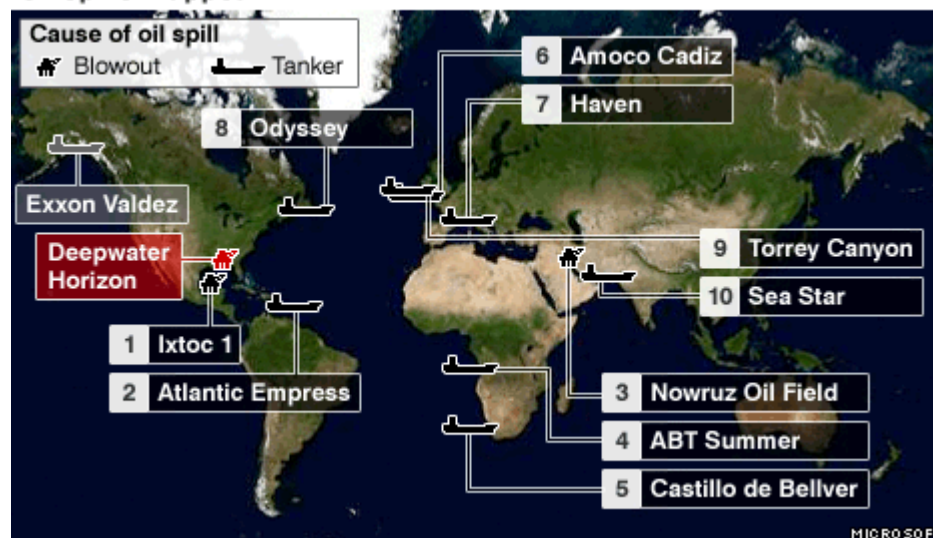 Cause of oil spill
Blowout Tanker
6 Amoco Cadiz
7 Haven
8 Odyssey
Exxon Valdez
Deepwater
Horizon
9 Torrey Canyon
10 Sea Star
1 Ixtoc 1
2 Atlantic Empress
3 Nowruz Oil Field
4 ABT Summer
5 Castillo de Bellver
MICROSOF